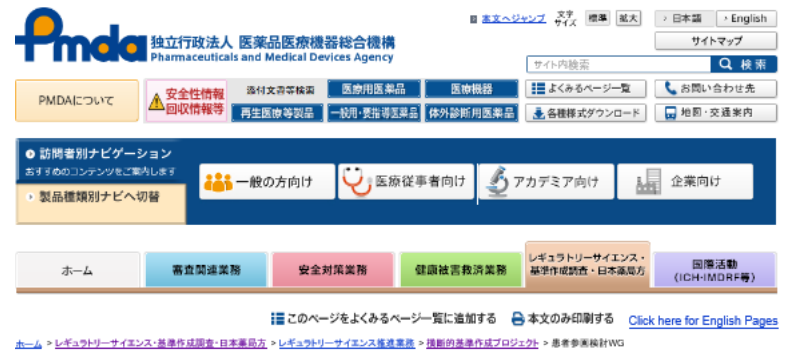 本文へジャンプ 文字サイズ 標準 拡大 日本語 English
Pmda 独立行政法人 医薬品医療機器総合機構
Pharmaceuticals and Medical Devices Agency
サイトマップ
サイト内検索 検索
PMDAについて
安全性情報
回収情報等
添付文書等検索 医療用医薬品 医療機器
再生医療等製品 一般用・要指導医薬品 体外診断用医薬品
よくみるページ一覧 お問い合わせ先
各種様式ダウンロード 地図・交通案内
訪問者別ナビゲーション
おすすめのコンテンツをご案内します
製品種類別ナビへ切替
一般の方向け 医療従事者向け アカデミア向け 企業向け
ホーム 審査関連業務 安全対策業務 健康被害救済業務
レギュラトリーサイエンス・
基準作成調査・日本薬局方
国際活動
(ICH・IMDRF等)
このページをよくみるページ一覧に追加する 本文のみ印刷する Click here for English Pages
ホーム > レギュラトリーサイエンス・基準作成調査・日本薬局方 > レギュラトリーサイエンス推進業務 > 横断的基準作成プロジェクト > 患者参画検討WG